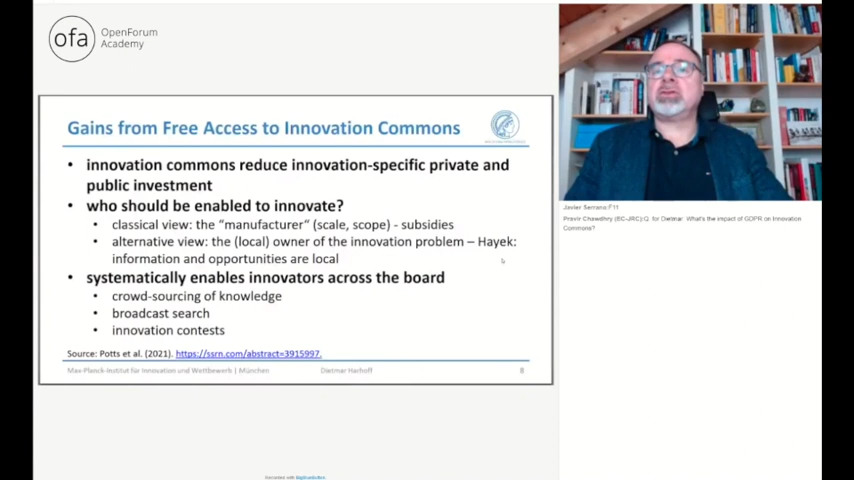 ofa
OpenForum
Academy
Gains from Free Access to Innovation Commons
• innovation commons reduce innovation-specific private and
public investment
• who should be enabled to innovate?
• classical view: the "manufacturer" (scale, scope) - subsidies
• alternative view: the (local) owner of the innovation problem – Hayek:
information and opportunities are local
• systematically enables innovators across the board
• crowd-sourcing of knowledge
• broadcast search
• innovation contests
Source: Potts et al. (2021). https://ssrn.com/abstract=3915997.
Max-Planck-Institut für Innovation und Wettbewerb | München
Dietmar Harhoff
8
Javier Serrano F11
Pravir Chawdhry (BC-JRC):Q for Dietmar: What's the impact of GDPR on Innovation
Commons?
Recorded with BigBlueButton.